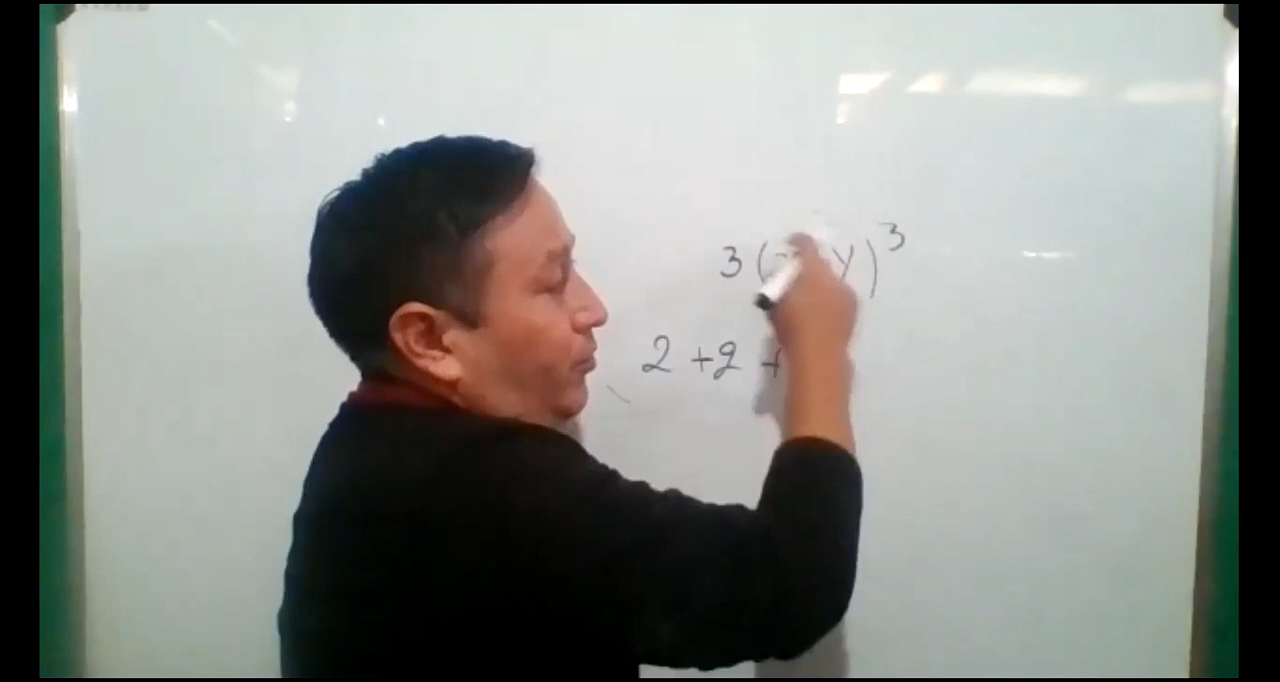 3 ( y)³
2 + 2 +